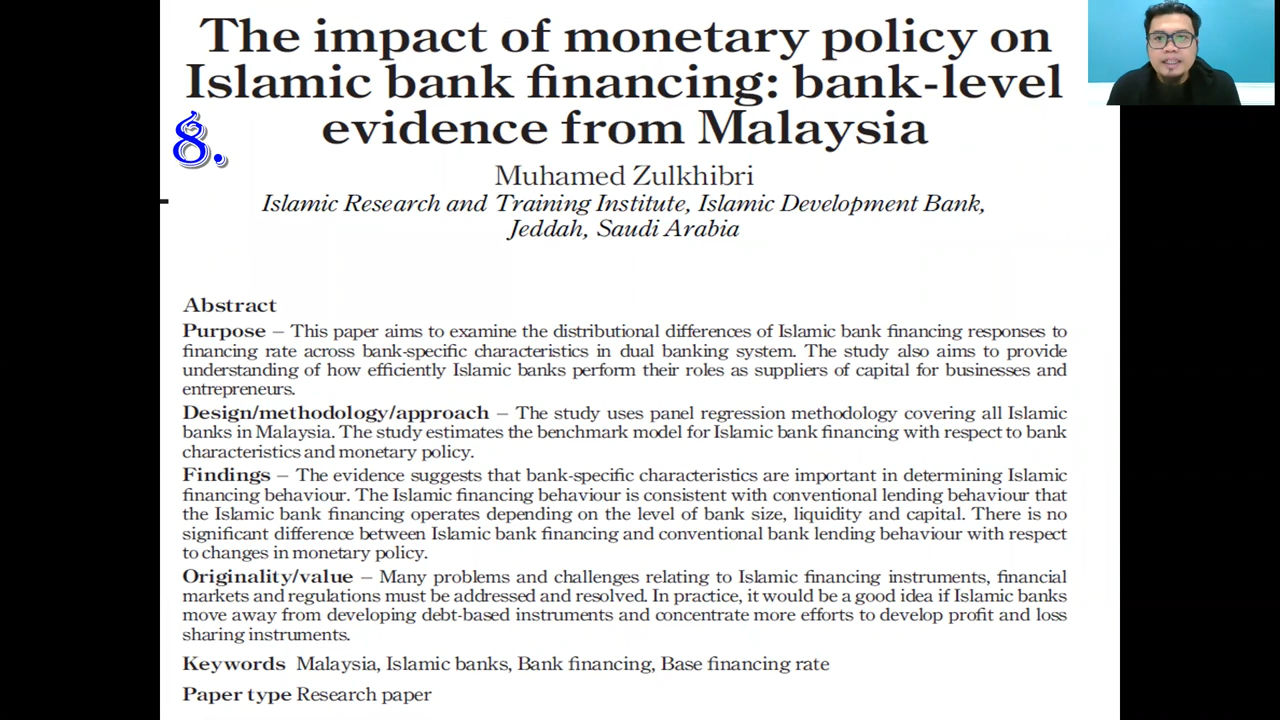 The impact of monetary policy on
Islamic bank financing: bank-level
evidence from Malaysia
8.
Muhamed Zulkhibri
Islamic Research and Training Institute, Islamic Development Bank,
Jeddah, Saudi Arabia
Abstract
Purpose – This paper aims to examine the distributional differences of Islamic bank financing responses to
financing rate across bank-specific characteristics in dual banking system. The study also aims to provide
understanding of how efficiently Islamic banks perform their roles as suppliers of capital for businesses and
entrepreneurs.
Design/methodology/approach – The study uses panel regression methodology covering all Islamic
banks in Malaysia. The study estimates the benchmark model for Islamic bank financing with respect to bank
characteristics and monetary policy.
Findings – The evidence suggests that bank-specific characteristics are important in determining Islamic
financing behaviour. The Islamic financing behaviour is consistent with conventional lending behaviour that
the Islamic bank financing operates depending on the level of bank size, liquidity and capital. There is no
significant difference between Islamic bank financing and conventional bank lending behaviour with respect
to changes in monetary policy.
Originality/value – Many problems and challenges relating to Islamic financing instruments, financial
markets and regulations must be addressed and resolved. In practice, it would be a good idea if Islamic banks
move away from developing debt-based instruments and concentrate more efforts to develop profit and loss
sharing instruments.
Keywords Malaysia, Islamic banks, Bank financing, Base financing rate
Paper type Research paper